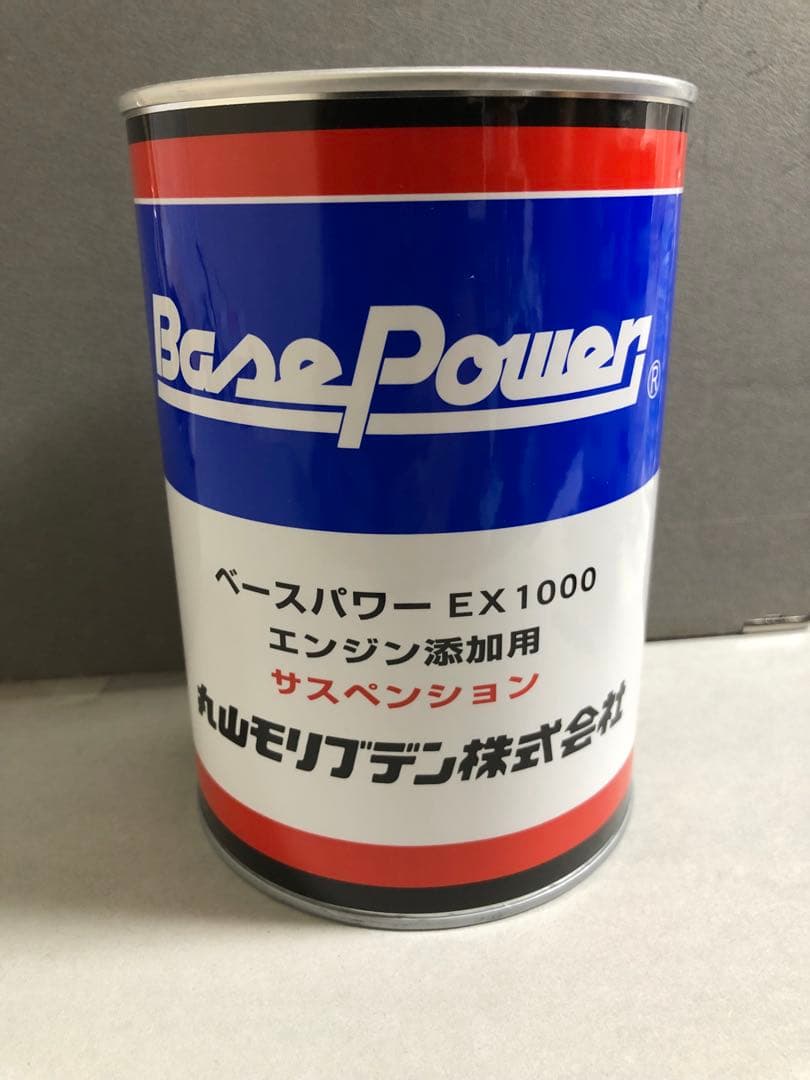 BasePower®
ベースパワー EX1000
エンジン添加用
サスペンション
丸山モリブデン株式会社